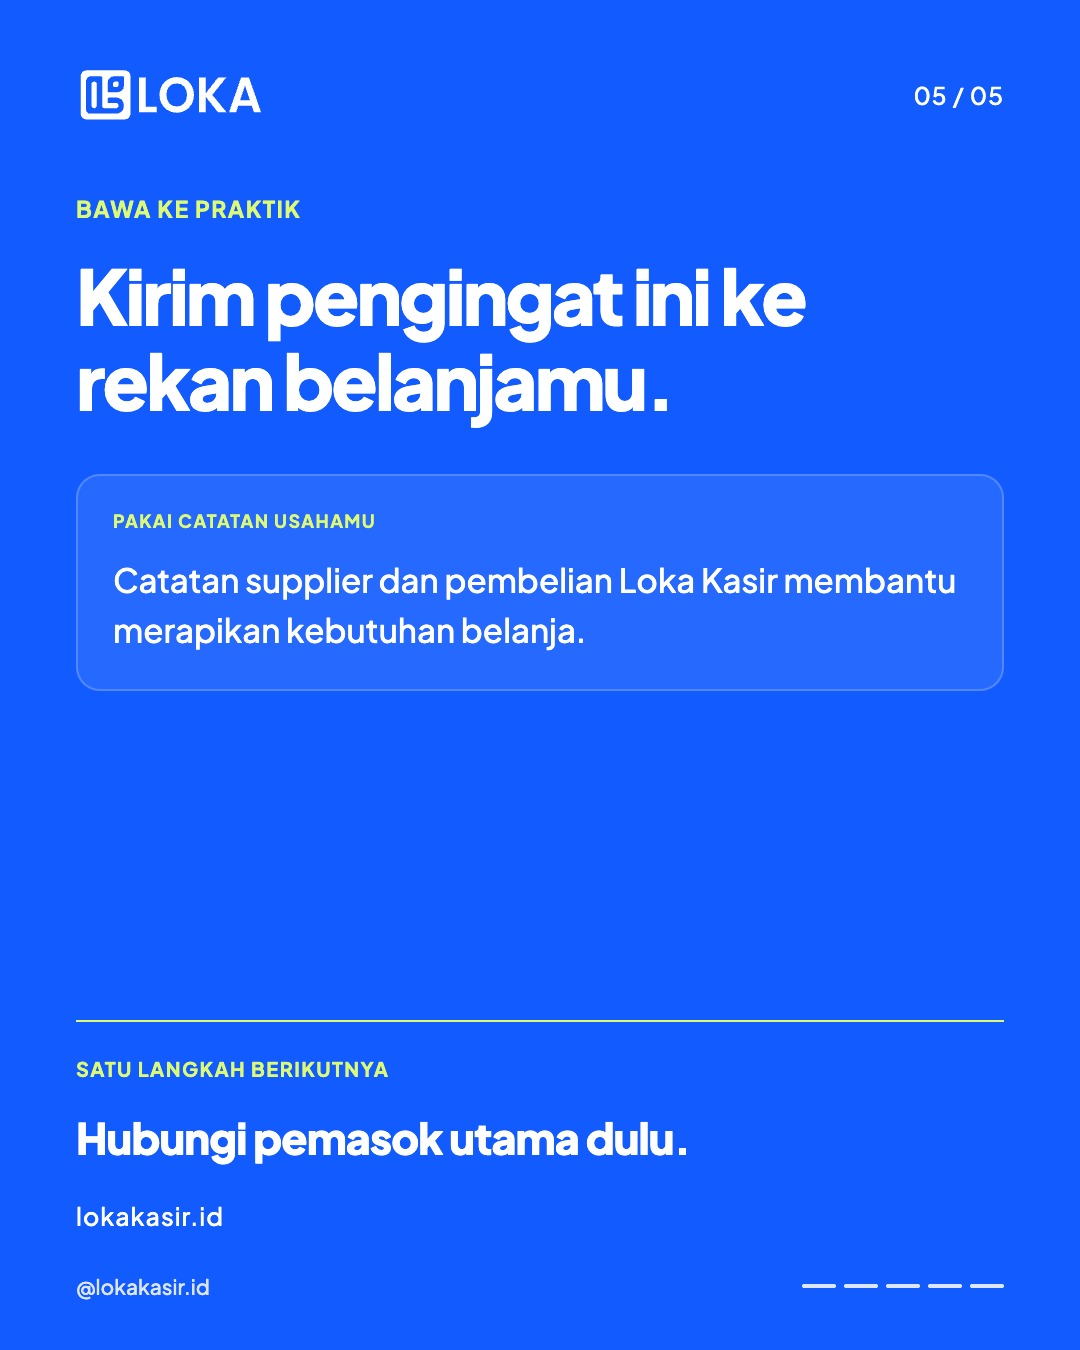 LOKA
05 / 05
BAWA KE PRAKTIK
Kirim pengingat ini ke
rekan belanjamu.
PAKAI CATATAN USAHAMU
Catatan supplier dan pembelian Loka Kasir membantu
merapikan kebutuhan belanja.
SATU LANGKAH BERIKUTNYA
Hubungi pemasok utama dulu.
lokakasir.id
@lokakasir.id